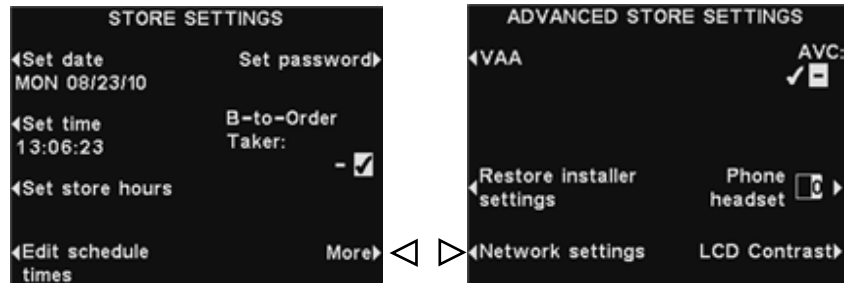 STORE SETTINGS
Set date
MON 08/23/10
Set password
Set time
13:06:23
B-to-Order
Taker:
- ✓
Set store hours
Edit schedule
times
More
ADVANCED STORE SETTINGS
VAA
AVC:
✓ -
Restore installer
settings
Phone
headset
0
Network settings
LCD Contrast